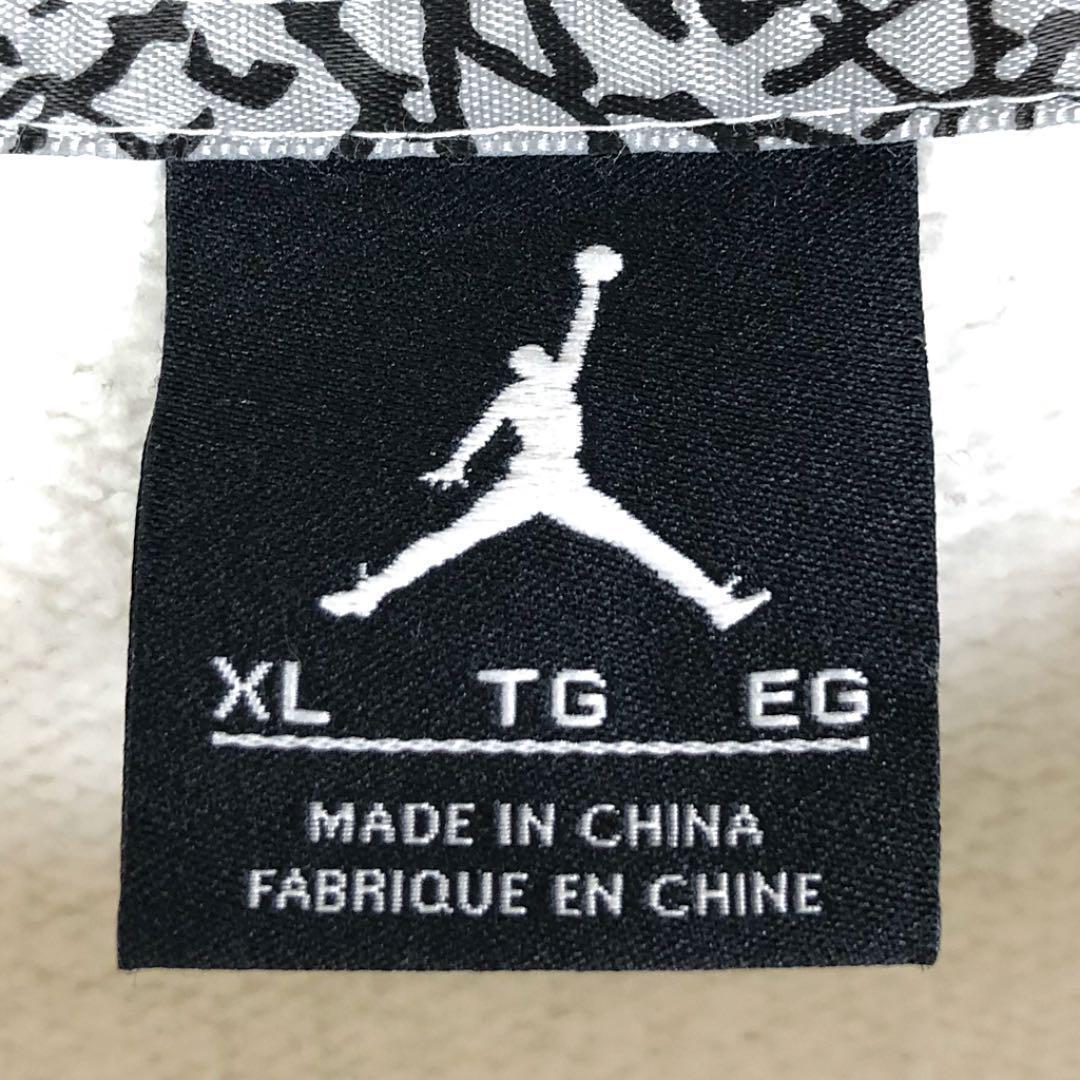 XL TG EG
MADE IN CHINA
FABRIQUE EN CHINE